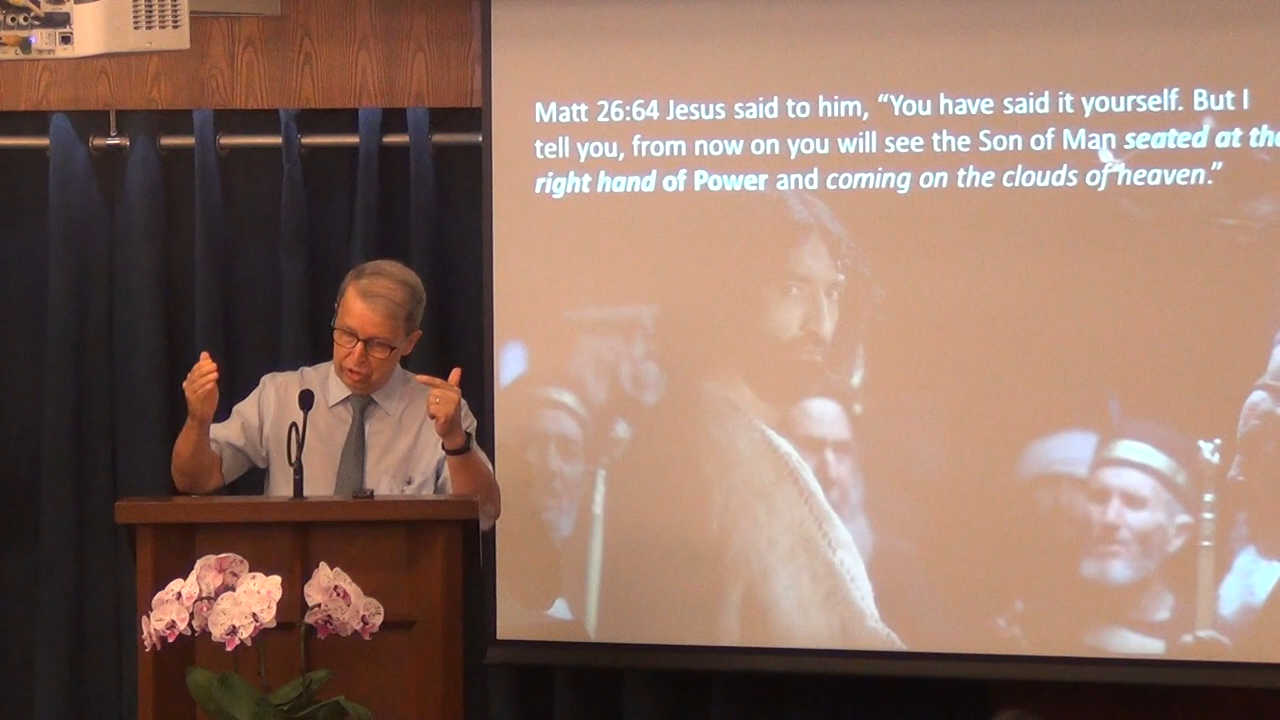 Matt 26:64 Jesus said to him, “You have said it yourself. But I
tell you, from now on you will see the Son of Man seated at the
right hand of Power and coming on the clouds of heaven.”